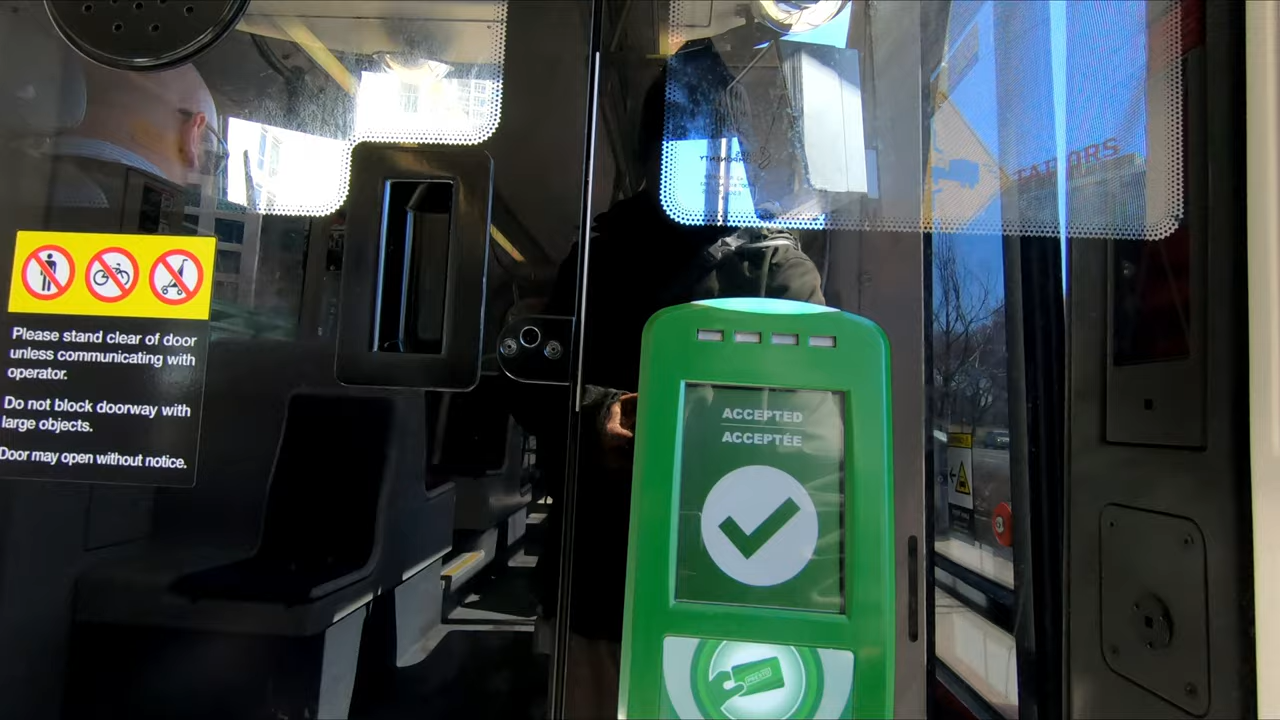 Please stand clear of door
unless communicating with
operator.
Do not block doorway with
large objects.
Door may open without notice.
ACCEPTED
ACCEPTÉE
PRESTO